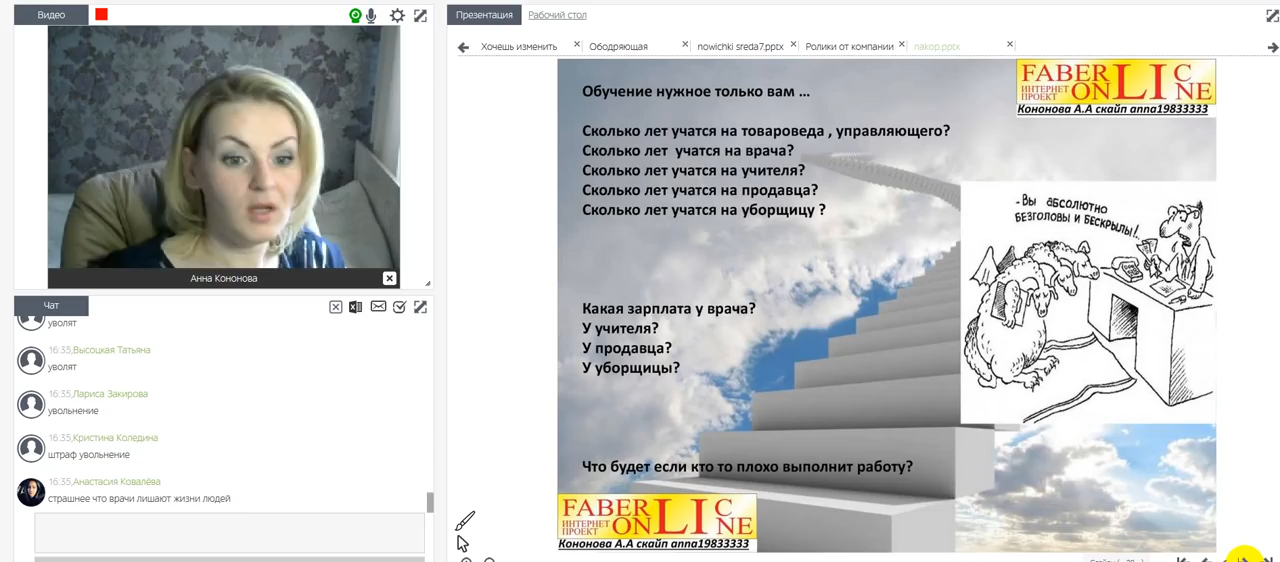 Видео
Анна Кононова
Чат
уволят
16:35,Высоцкая Татьяна
уволят
16:35,Лариса Закирова
увольнение
16:35,Кристина Коледина
штраф увольнение
16:35,Анастасия Ковалёва
страшнее что врачи лишают жизни людей
Презентация Рабочий стол
Хочешь изменить Ободряющая nowichki sreda7.pptx Ролики от компании nakop.pptx
FABERLIC
ИНТЕРНЕТ ПРОЕКТ
ONLINE
Кононова А.А скайп anna19833333
Обучение нужное только вам ...
Сколько лет учатся на товароведа , управляющего?
Сколько лет учатся на врача?
Сколько лет учатся на учителя?
Сколько лет учатся на продавца?
Сколько лет учатся на уборщицу ?
- Вы абсолютно
безголовы и бескрылы!..
Какая зарплата у врача?
У учителя?
У продавца?
У уборщицы?
Что будет если кто то плохо выполнит работу?
FABERLIC
ИНТЕРНЕТ ПРОЕКТ
ONLINE
Кононова А.А скайп anna19833333